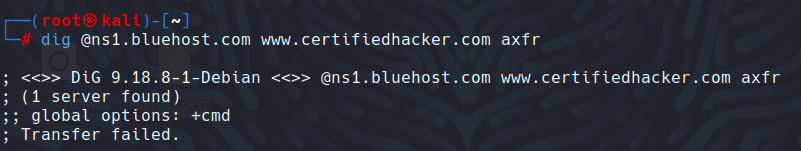 ┌──(root㉿kali)-[~]
└─# dig @ns1.bluehost.com www.certifiedhacker.com axfr
; <<>> DiG 9.18.8-1-Debian <<>> @ns1.bluehost.com www.certifiedhacker.com axfr
; (1 server found)
;; global options: +cmd
; Transfer failed.